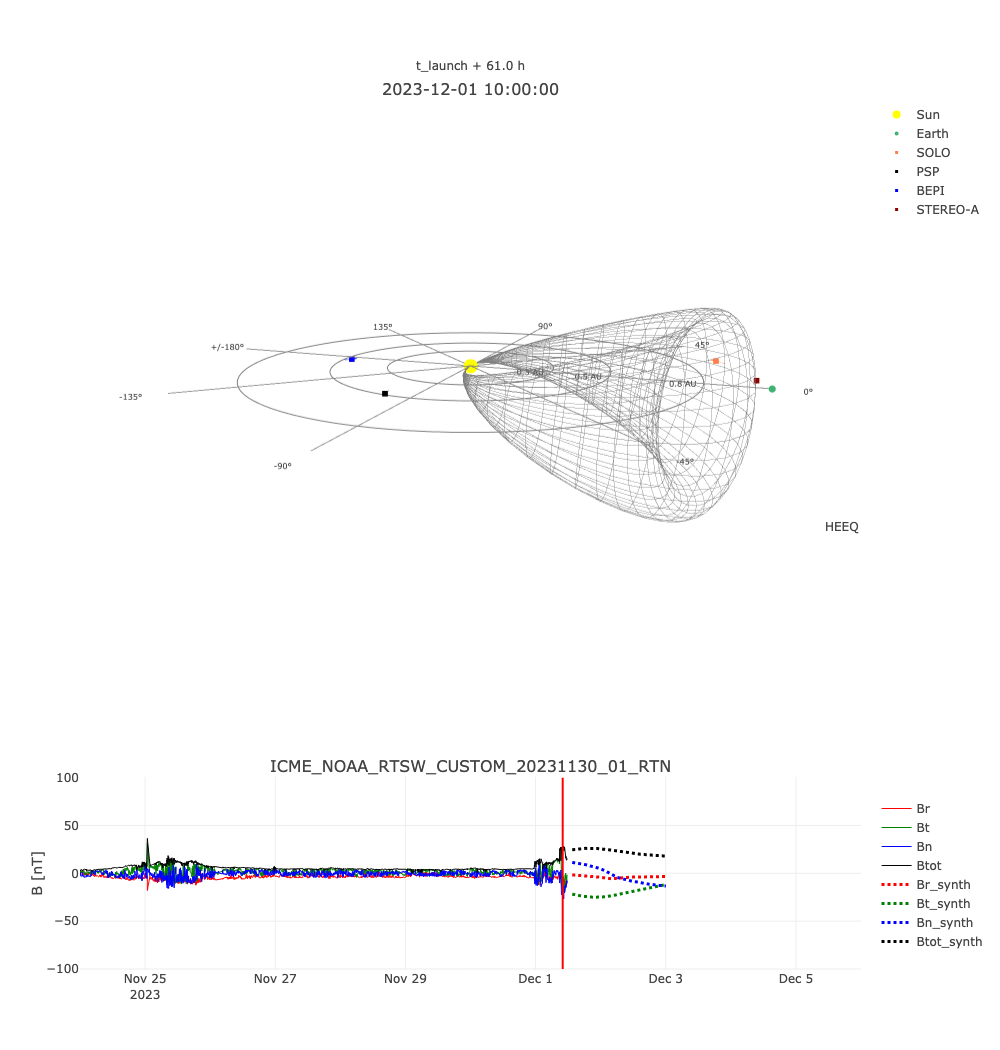 t_launch + 61.0 h
2023-12-01 10:00:00
Sun
Earth
SOLO
PSP
BEPI
STEREO-A
135°
90°
+/-180°
45°
0.3 AU
0.5 AU
0.8 AU
0°
-135°
-45°
-90°
HEEQ
ICME_NOAA_RTSW_CUSTOM_20231130_01_RTN
100
50
0
−50
−100
B [nT]
Nov 25
2023
Nov 27
Nov 29
Dec 1
Dec 3
Dec 5
Br
Bt
Bn
Btot
Br_synth
Bt_synth
Bn_synth
Btot_synth